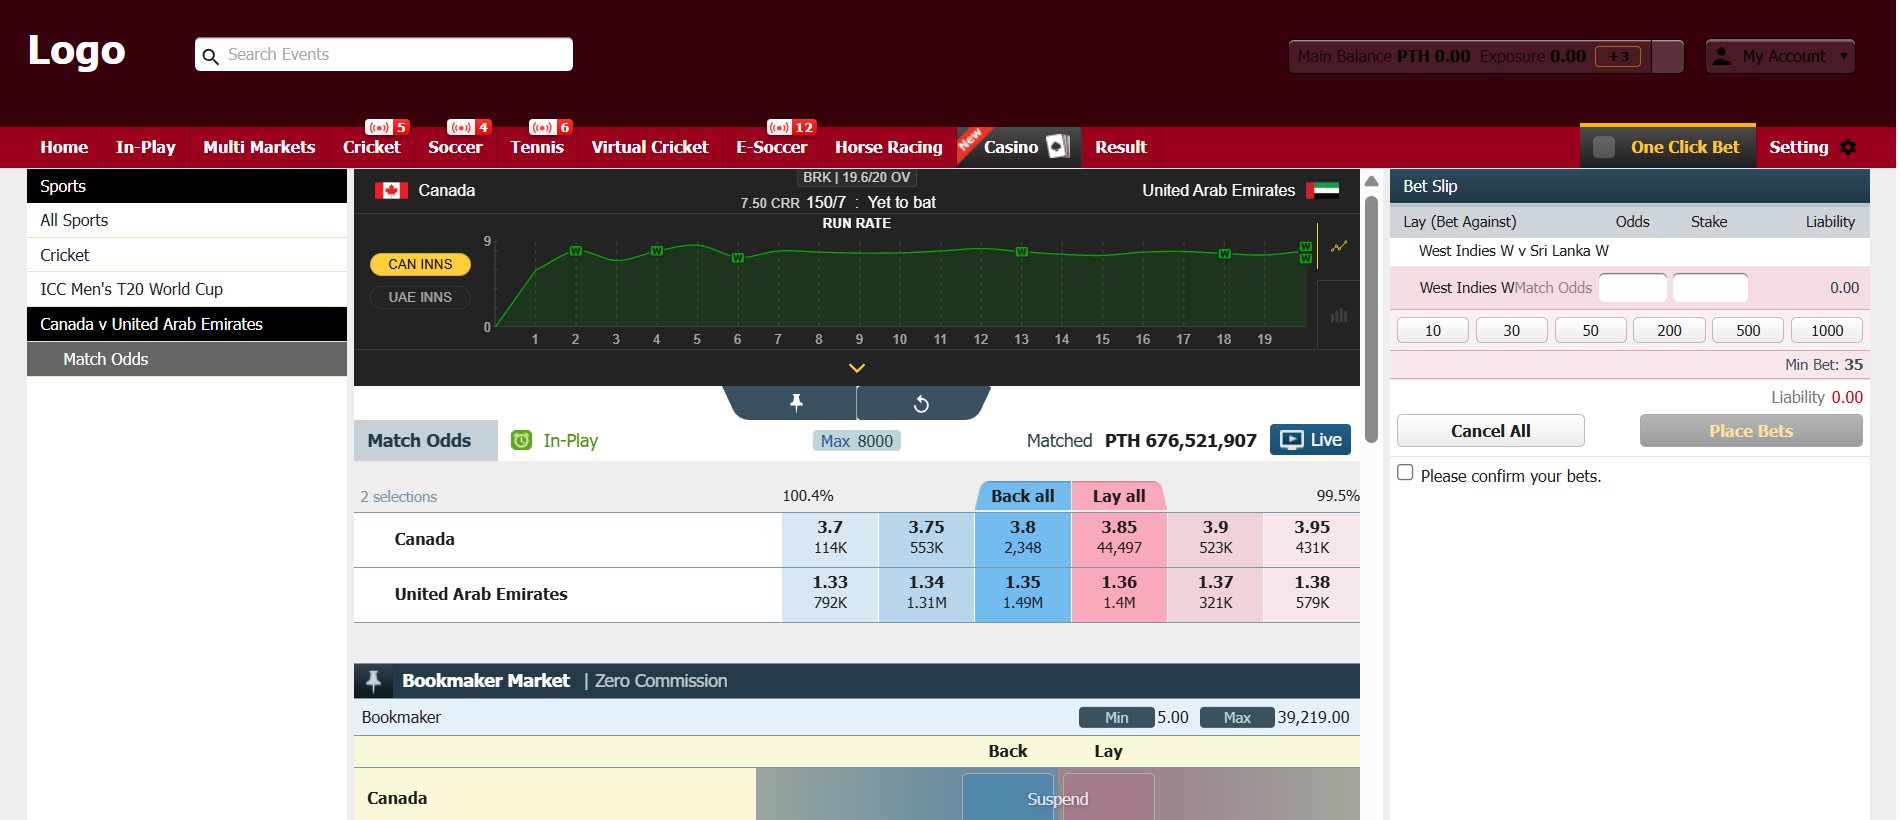 Logo
Search Events
Main Balance PTH 0.00 Exposure 0.00 +3
My Account
5 4 6 12
Home In-Play Multi Markets Cricket Soccer Tennis Virtual Cricket E-Soccer Horse Racing New Casino Result One Click Bet Setting
Sports
All Sports
Cricket
ICC Men's T20 World Cup
Canada v United Arab Emirates
Match Odds
BRK | 19.6/20 OV
Canada
7.50 CRR 150/7 : Yet to bat
United Arab Emirates
RUN RATE
9
W W W W W W W
CAN INNS
UAE INNS
0
1 2 3 4 5 6 7 8 9 10 11 12 13 14 15 16 17 18 19
Match Odds In-Play Max 8000 Matched PTH 676,521,907 Live
2 selections 100.4% Back all Lay all 99.5%
Canada 3.7 3.75 3.8 3.85 3.9 3.95
114K 553K 2,348 44,497 523K 431K
United Arab Emirates 1.33 1.34 1.35 1.36 1.37 1.38
792K 1.31M 1.49M 1.4M 321K 579K
Bookmaker Market | Zero Commission
Bookmaker Min 5.00 Max 39,219.00
Back Lay
Canada Suspend
Bet Slip
Lay (Bet Against) Odds Stake Liability
West Indies W v Sri Lanka W
West Indies W Match Odds 0.00
10 30 50 200 500 1000
Min Bet: 35
Liability 0.00
Cancel All Place Bets
Please confirm your bets.